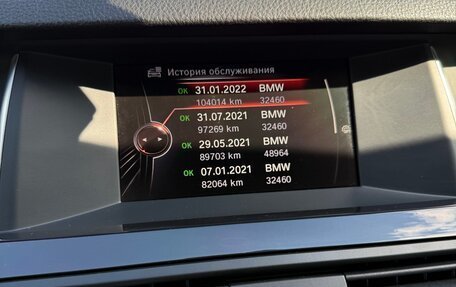 История обслуживания
OK 31.01.2022 BMW
104014 km 32460
OK 31.07.2021 BMW
97269 km 32460
OK 29.05.2021 BMW
89703 km 48964
OK 07.01.2021 BMW
82064 km 32460